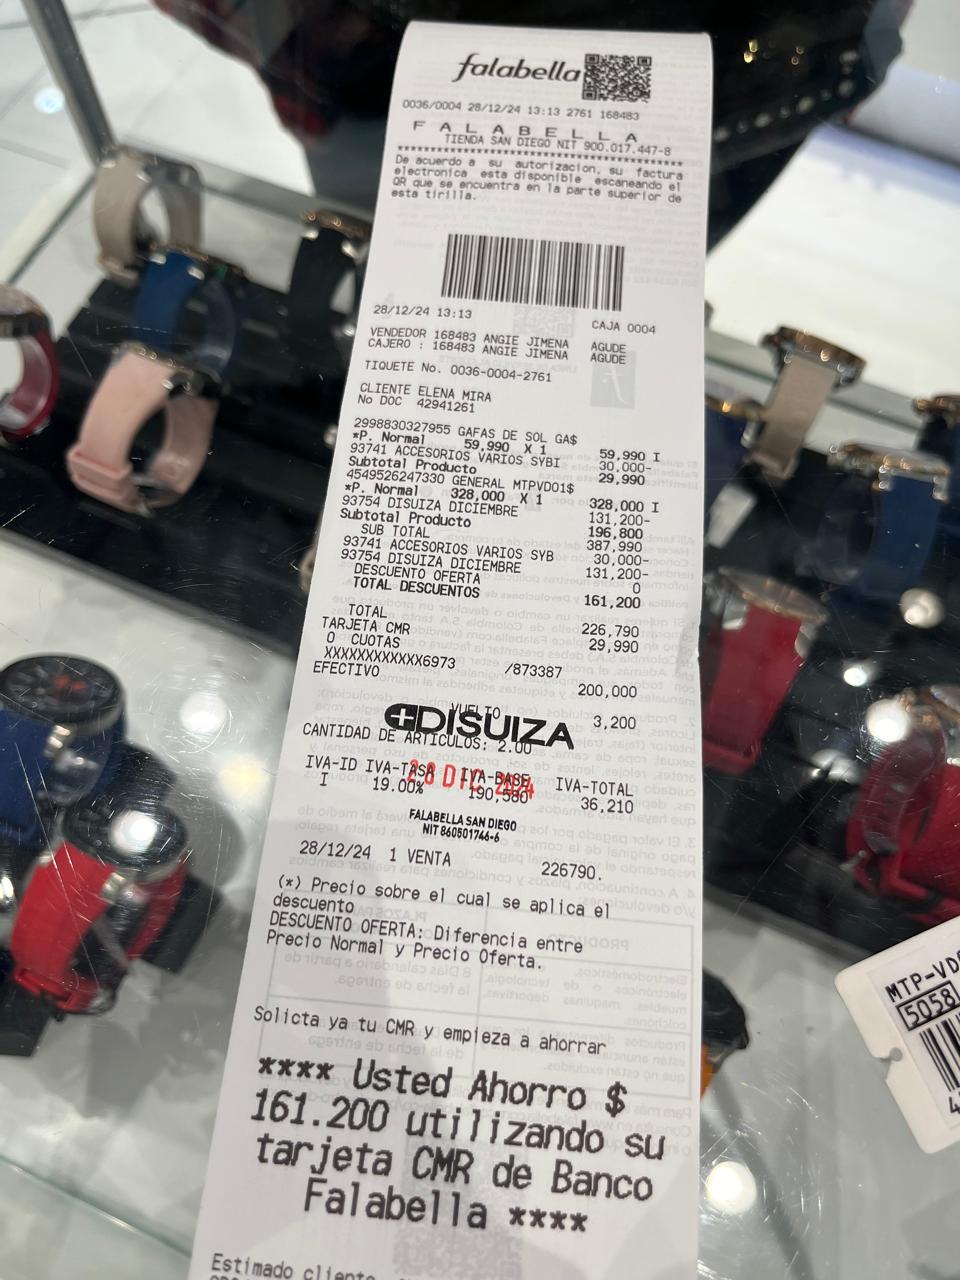 falabella
0036/0004 28/12/24 13:13 2761 168483
F A L A B E L L A
TIENDA SAN DIEGO NIT 900.017.447-8
****************************************
De acuerdo a su autorizacion, su factura
electronica esta disponible escaneando el
QR que se encuentra en la parte superior de
esta tirilla.
28/12/24 13:13 CAJA 0004
VENDEDOR 168483 ANGIE JIMENA AGUDE
CAJERO : 168483 ANGIE JIMENA AGUDE
TIQUETE No. 0036-0004-2761
CLIENTE ELENA MIRA
No DOC 42941261
2998830327955 GAFAS DE SOL GA$
*P. Normal 59,990 X 1 59,990 I
93741 ACCESORIOS VARIOS SYBI 30,000-
Subtotal Producto 29,990
4549526247330 GENERAL MTPVDO1$
*P. Normal 328,000 X 1 328,000 I
93754 DISUIZA DICIEMBRE 131,200-
Subtotal Producto 196,800
SUB TOTAL 387,990
93741 ACCESORIOS VARIOS SYB 30,000-
93754 DISUIZA DICIEMBRE 131,200-
DESCUENTO OFERTA 0
TOTAL DESCUENTOS 161,200
TOTAL 226,790
TARJETA CMR 29,990
0 CUOTAS
XXXXXXXXXXXX6973 /873387
EFECTIVO 200,000
VUELTO 3,200
DISUIZA
CANTIDAD DE ARTICULOS: 2.00
IVA-ID IVA-TASA IVA-BASE IVA-TOTAL
I 19.00% 190,580 36,210
28 DIC 2024
FALABELLA SAN DIEGO
NIT 860501746-6
28/12/24 1 VENTA 226790.
(*) Precio sobre el cual se aplica el
descuento
DESCUENTO OFERTA: Diferencia entre
Precio Normal y Precio Oferta.
Solicta ya tu CMR y empieza a ahorrar
**** Usted Ahorro $
161.200 utilizando su
tarjeta CMR de Banco
Falabella ****
Estimado cliente
MTP-VD
5058